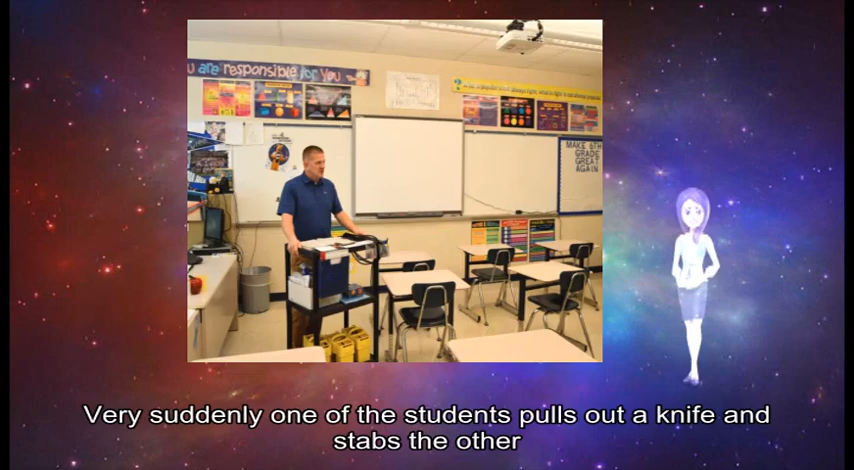 u are responsible for You
MAKE 6TH
GRADE
GREAT
AGAIN
Very suddenly one of the students pulls out a knife and
stabs the other